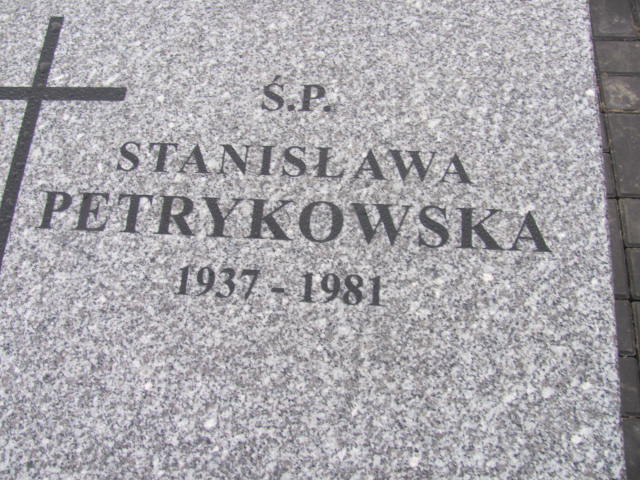 Ś.P.
STANISŁAWA
PETRYKOWSKA
1937 - 1981